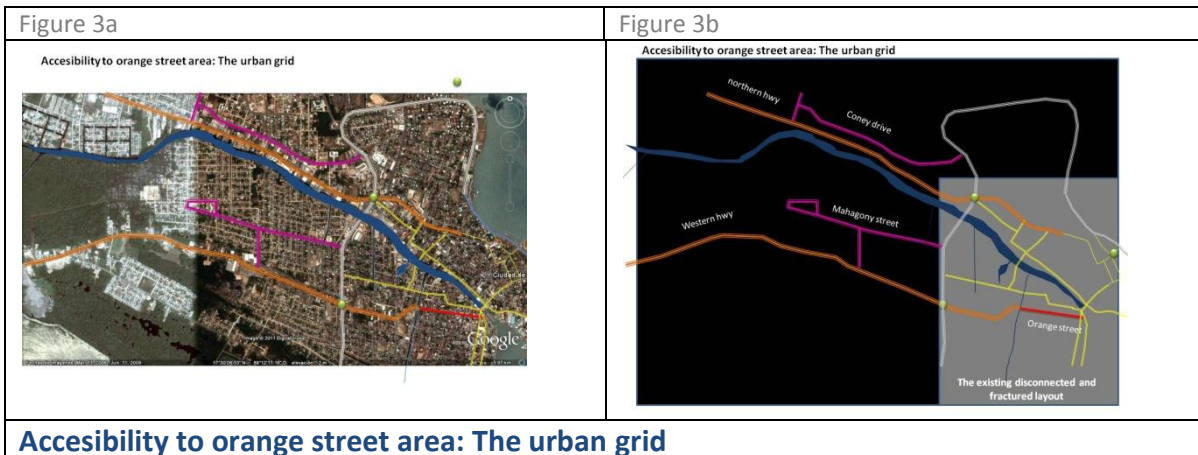 Figure 3a
Figure 3b
Accesibility to orange street area: The urban grid
Ciudad de
Google
Accesibility to orange street area: The urban grid
northern hwy
Coney drive
Western hwy
Mahagony street
Orange street
The existing disconnected and
fractured layout
Accesibility to orange street area: The urban grid